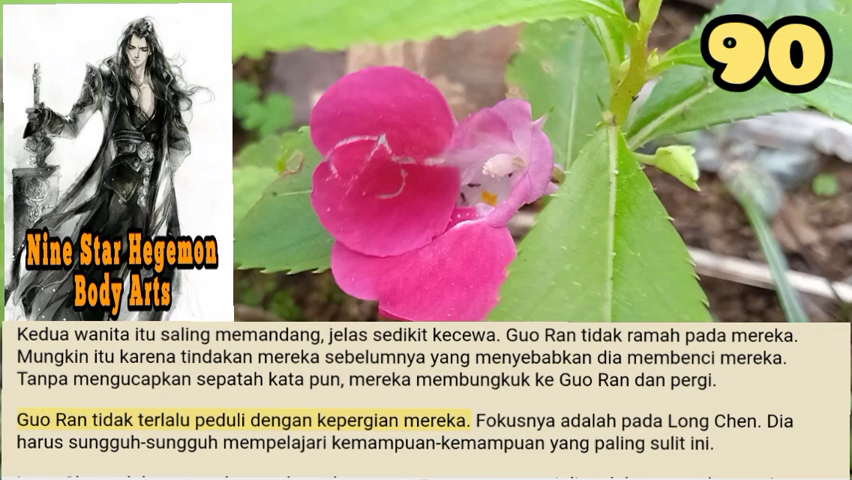 90
Nine Star Hegemon
Body Arts
Kedua wanita itu saling memandang, jelas sedikit kecewa. Guo Ran tidak ramah pada mereka.
Mungkin itu karena tindakan mereka sebelumnya yang menyebabkan dia membenci mereka.
Tanpa mengucapkan sepatah kata pun, mereka membungkuk ke Guo Ran dan pergi.
Guo Ran tidak terlalu peduli dengan kepergian mereka. Fokusnya adalah pada Long Chen. Dia
harus sungguh-sungguh mempelajari kemampuan-kemampuan yang paling sulit ini.